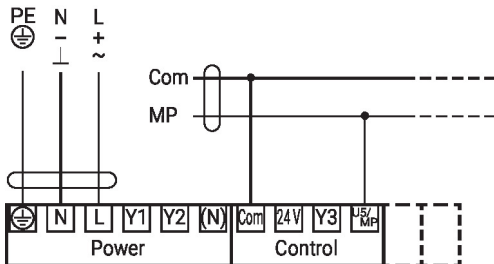 PE N L
− +
⊥ ~
Com
MP
N L Y1 Y2 (N) Com 24V Y3 U5/MP
Power Control